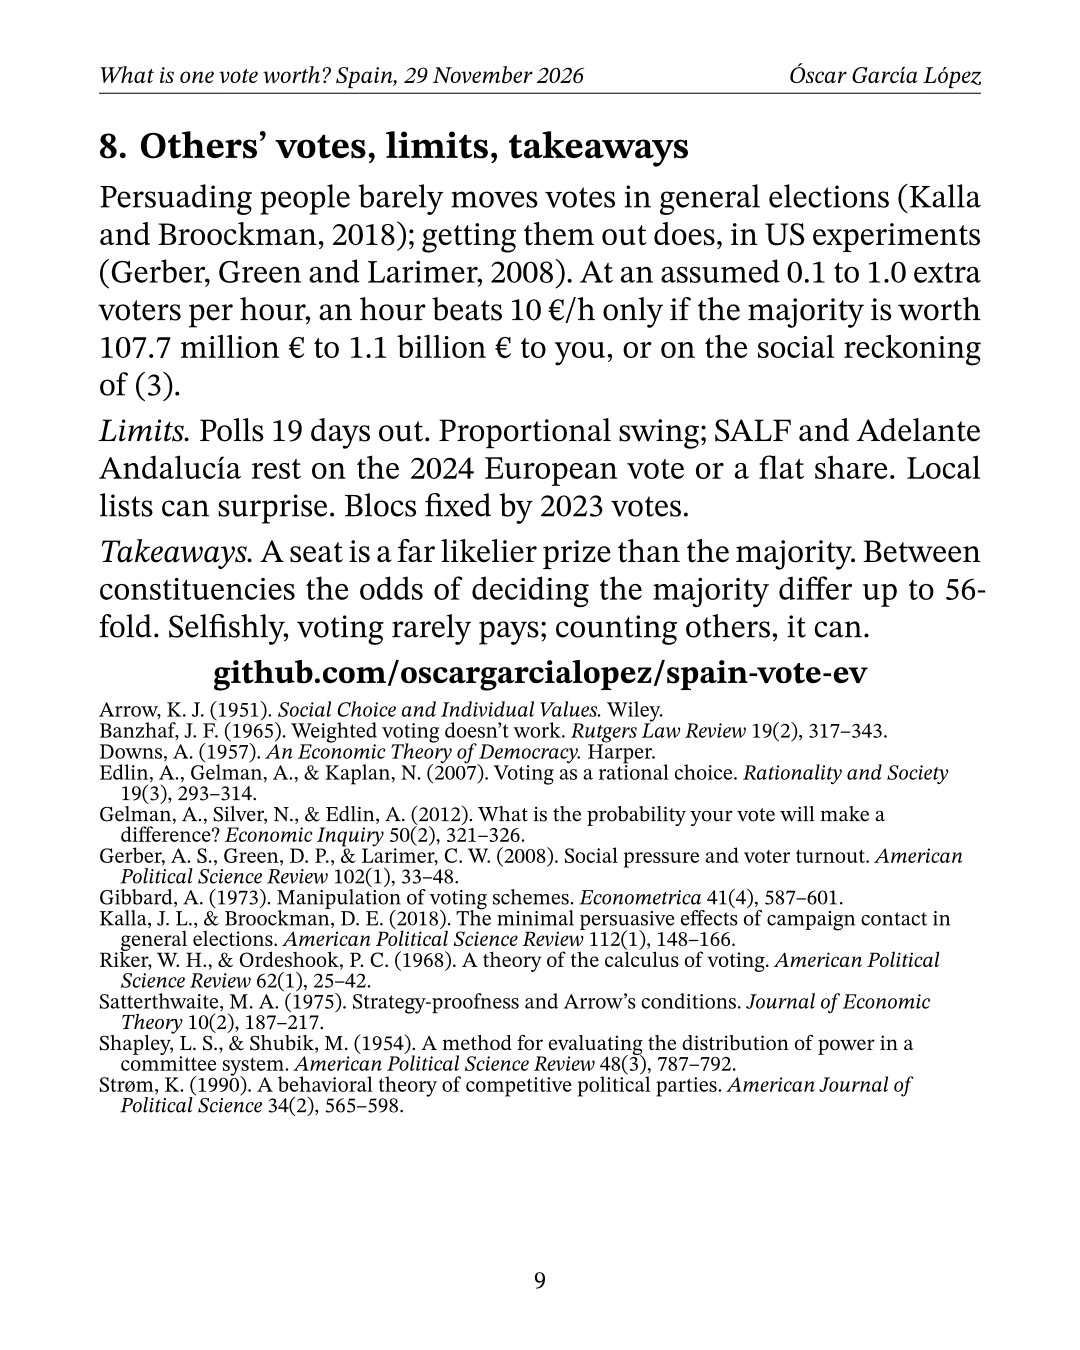 What is one vote worth? Spain, 29 November 2026 Óscar García López
8. Others’ votes, limits, takeaways
Persuading people barely moves votes in general elections (Kalla
and Broockman, 2018); getting them out does, in US experiments
(Gerber, Green and Larimer, 2008). At an assumed 0.1 to 1.0 extra
voters per hour, an hour beats 10 €/h only if the majority is worth
107.7 million € to 1.1 billion € to you, or on the social reckoning
of (3).
Limits. Polls 19 days out. Proportional swing; SALF and Adelante
Andalucía rest on the 2024 European vote or a flat share. Local
lists can surprise. Blocs fixed by 2023 votes.
Takeaways. A seat is a far likelier prize than the majority. Between
constituencies the odds of deciding the majority differ up to 56-
fold. Selfishly, voting rarely pays; counting others, it can.
github.com/oscargarcialopez/spain-vote-ev
Arrow, K. J. (1951). Social Choice and Individual Values. Wiley.
Banzhaf, J. F. (1965). Weighted voting doesn’t work. Rutgers Law Review 19(2), 317–343.
Downs, A. (1957). An Economic Theory of Democracy. Harper.
Edlin, A., Gelman, A., & Kaplan, N. (2007). Voting as a rational choice. Rationality and Society
19(3), 293–314.
Gelman, A., Silver, N., & Edlin, A. (2012). What is the probability your vote will make a
difference? Economic Inquiry 50(2), 321–326.
Gerber, A. S., Green, D. P., & Larimer, C. W. (2008). Social pressure and voter turnout. American
Political Science Review 102(1), 33–48.
Gibbard, A. (1973). Manipulation of voting schemes. Econometrica 41(4), 587–601.
Kalla, J. L., & Broockman, D. E. (2018). The minimal persuasive effects of campaign contact in
general elections. American Political Science Review 112(1), 148–166.
Riker, W. H., & Ordeshook, P. C. (1968). A theory of the calculus of voting. American Political
Science Review 62(1), 25–42.
Satterthwaite, M. A. (1975). Strategy-proofness and Arrow’s conditions. Journal of Economic
Theory 10(2), 187–217.
Shapley, L. S., & Shubik, M. (1954). A method for evaluating the distribution of power in a
committee system. American Political Science Review 48(3), 787–792.
Strøm, K. (1990). A behavioral theory of competitive political parties. American Journal of
Political Science 34(2), 565–598.
9